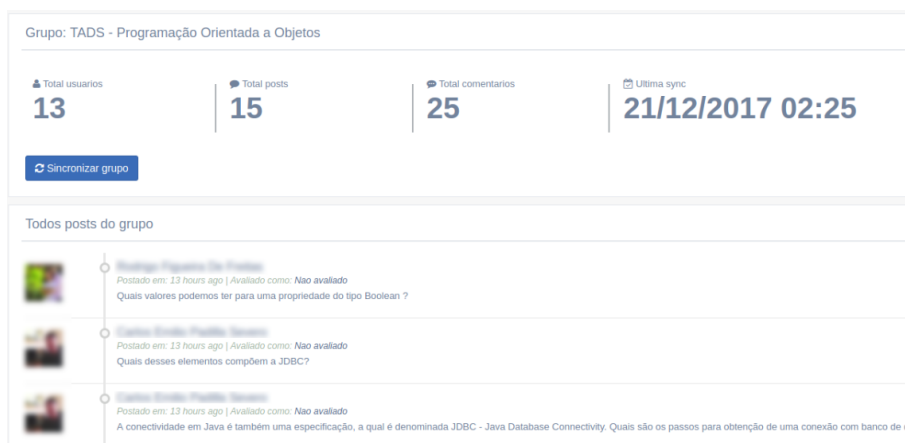 Grupo: TADS - Programação Orientada a Objetos
Total usuarios
13
Total posts
15
Total comentarios
25
Ultima sync
21/12/2017 02:25
Sincronizar grupo
Todos posts do grupo
Postado em: 13 hours ago | Avaliado como: Nao avaliado
Quais valores podemos ter para uma propriedade do tipo Boolean ?
Postado em: 13 hours ago | Avaliado como: Nao avaliado
Quais desses elementos compõem a JDBC?
Postado em: 13 hours ago | Avaliado como: Nao avaliado
A conectividade em Java é também uma especificação, a qual é denominada JDBC - Java Database Connectivity. Quais são os passos para obtenção de uma conexão com banco de